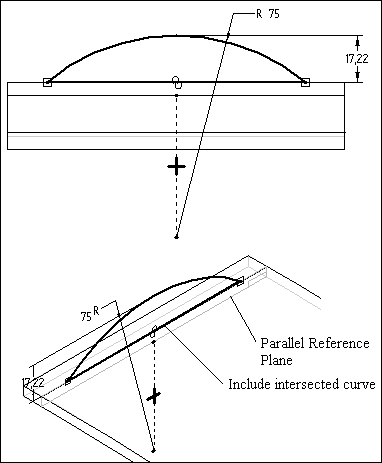 R 75
17,22
75 R
17,22
Parallel Reference
Plane
Include intersected curve